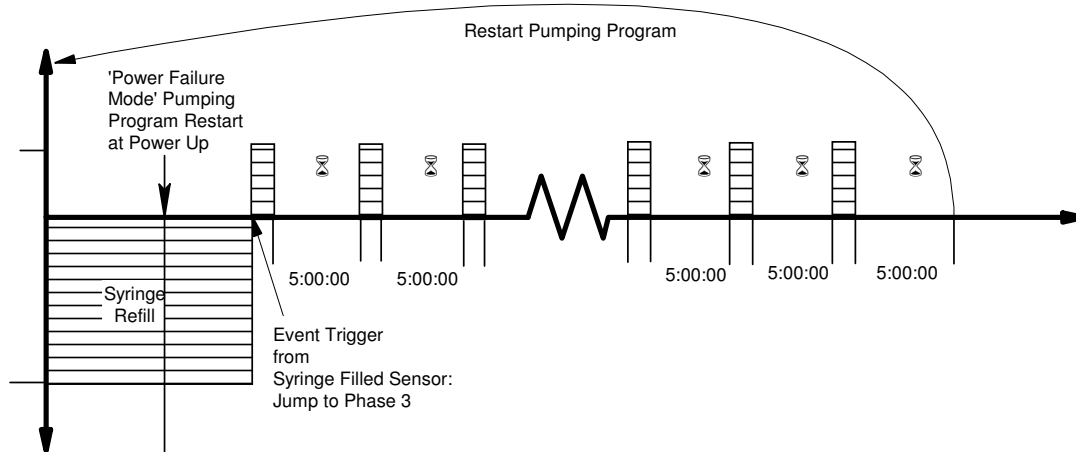 Restart Pumping Program
'Power Failure
Mode' Pumping
Program Restart
at Power Up
5:00:00
5:00:00
5:00:00
5:00:00
5:00:00
Syringe
Refill
Event Trigger
from
Syringe Filled Sensor:
Jump to Phase 3